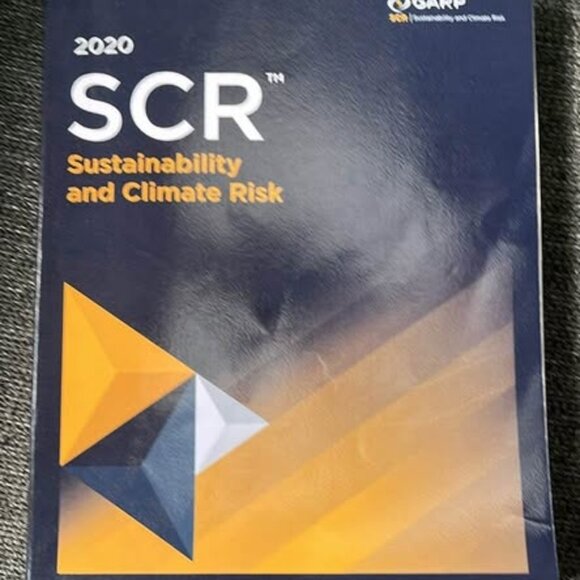 GARP
SCR | Sustainability and Climate Risk
2020
SCR™
Sustainability
and Climate Risk